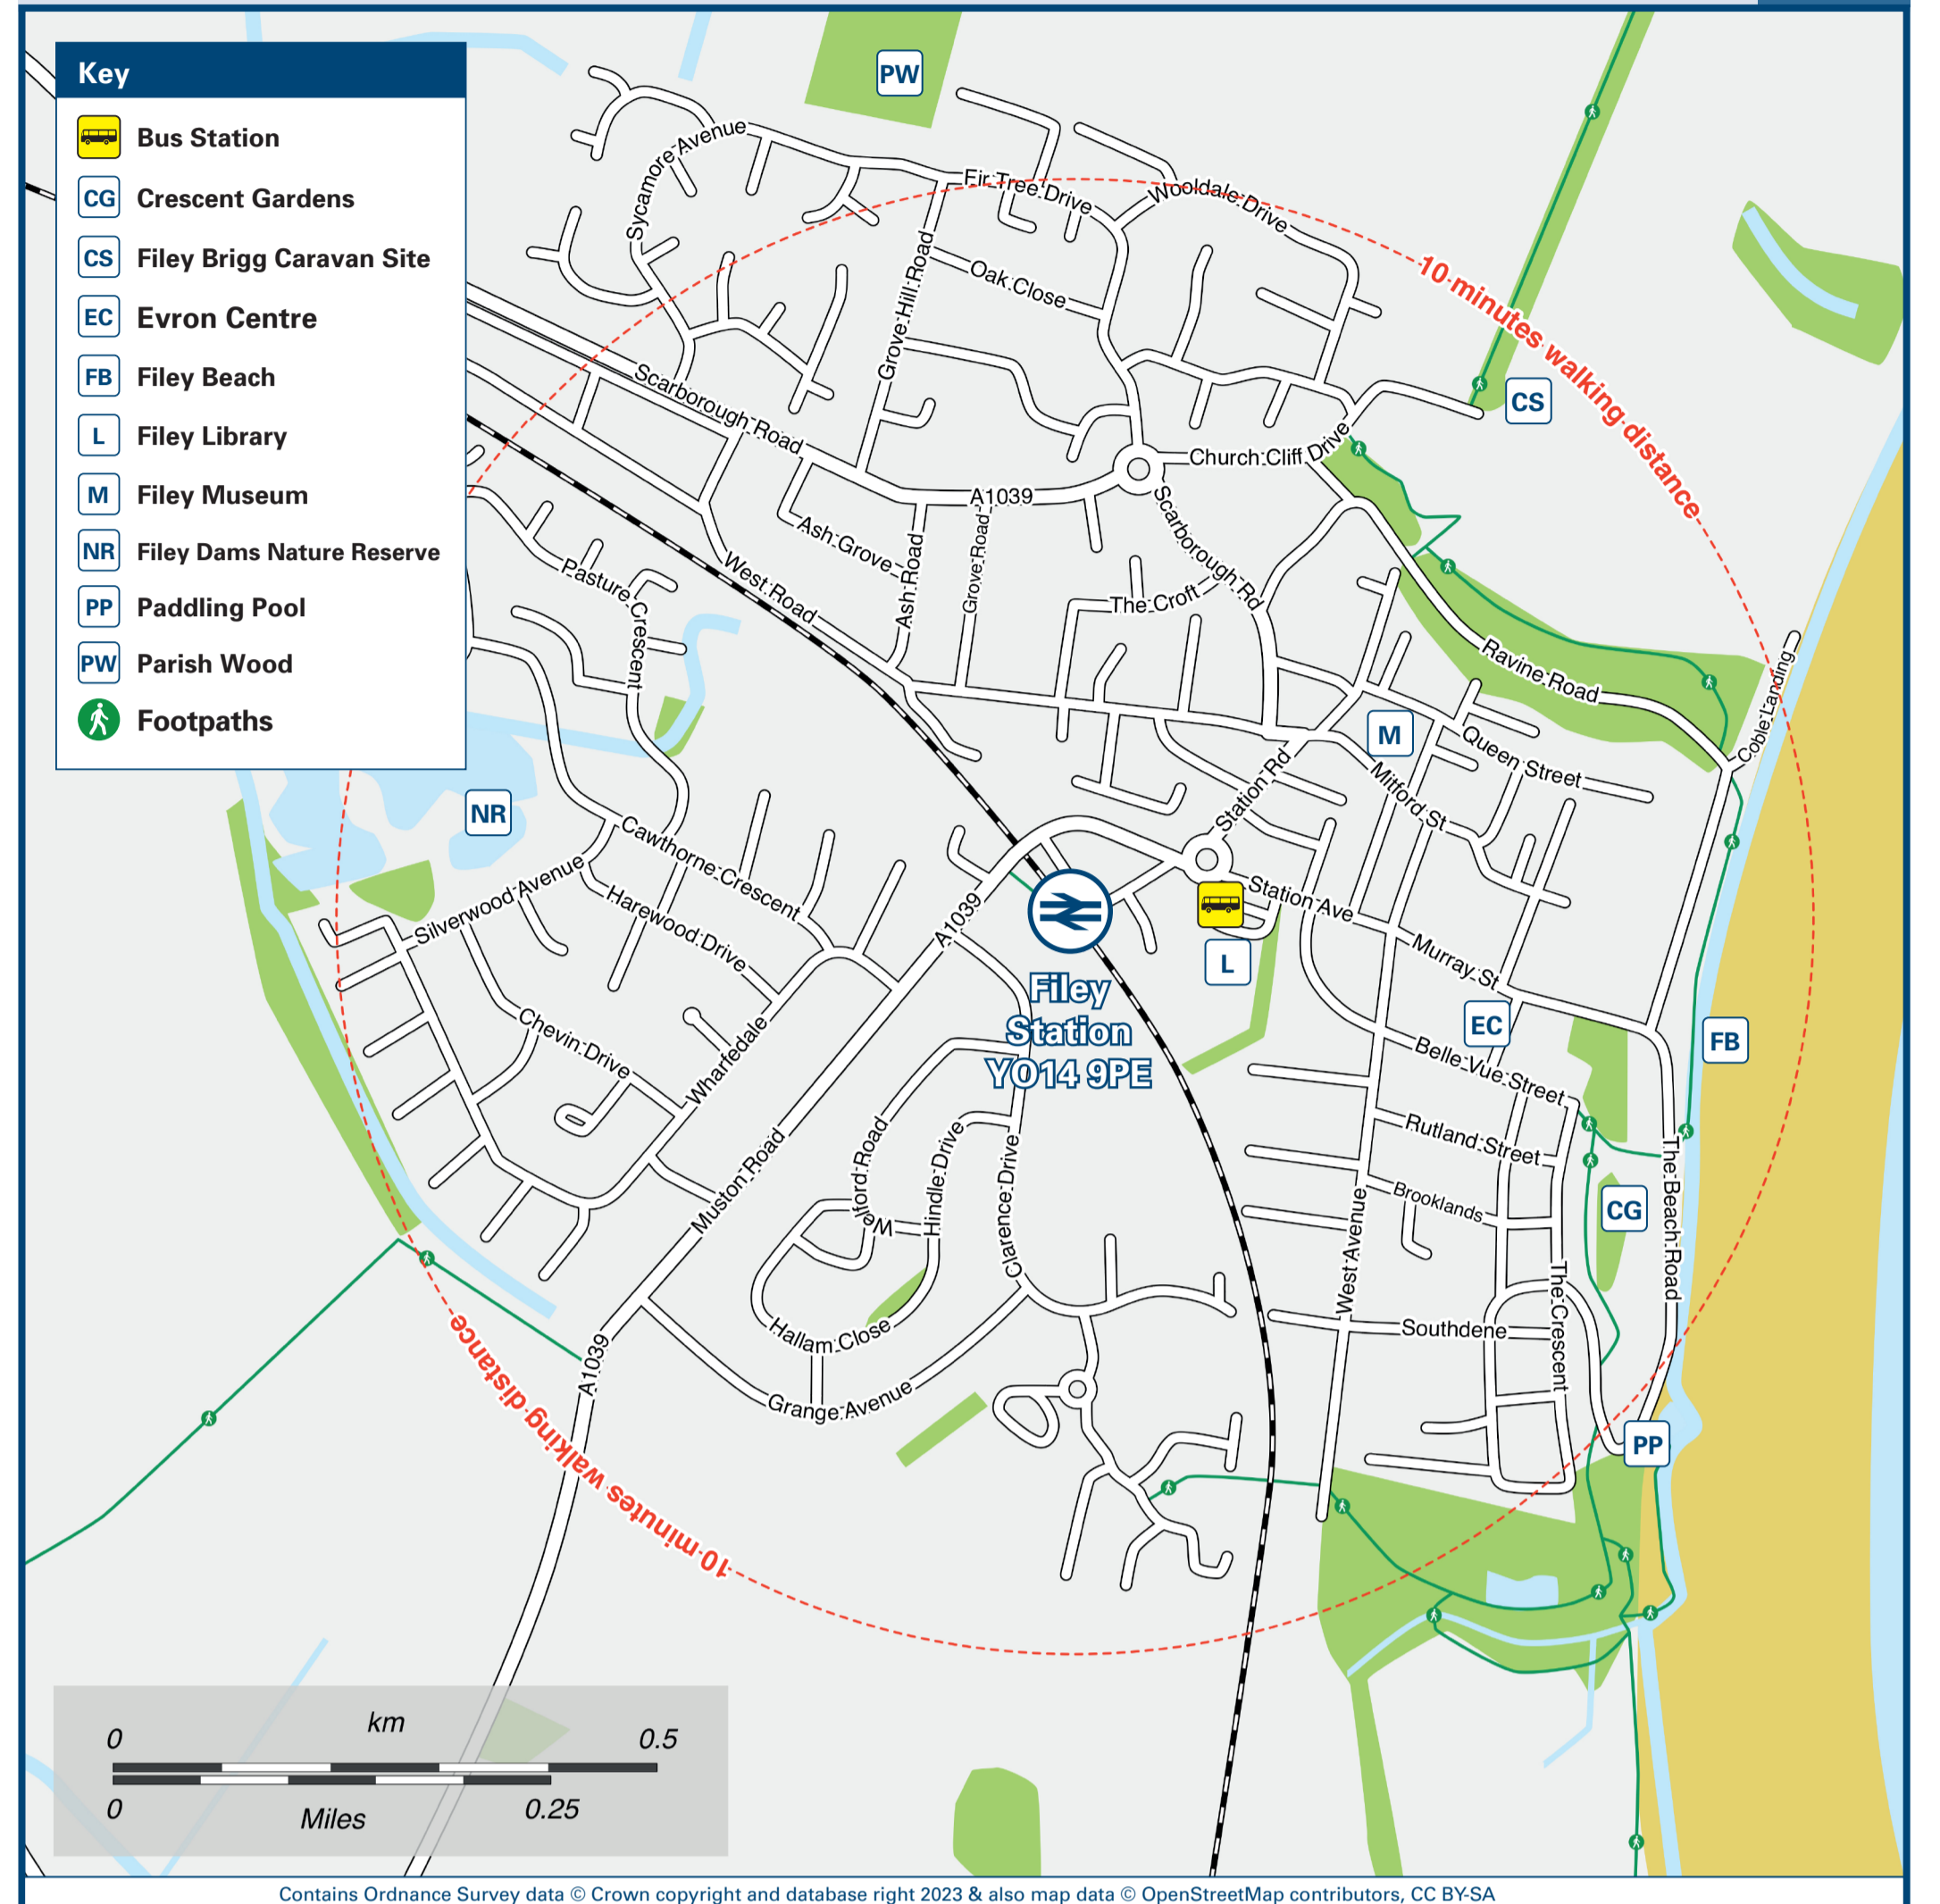 Key
Bus Station
CG Crescent Gardens
CS Filey Brigg Caravan Site
EC Evron Centre
FB Filey Beach
L Filey Library
M Filey Museum
NR Filey Dams Nature Reserve
PP Paddling Pool
PW Parish Wood
Footpaths
PW
Sycamore Avenue
Fir Tree Drive
Wooldale Drive
10 minutes walking distance
Grove Hill Road
Oak Close
CS
Scarborough Road
Church Cliff Drive
A1039
Scarborough Rd
Ash Grove
Ash Road
Grove Road
West Road
Pasture Crescent
The Croft
Ravine Road
Coble Landing
M
Queen Street
Station Rd
Mitford St
NR
Cawthorne Crescent
Silverwood Avenue
Harewood Drive
A1039
Station Ave
Murray St
L
Filey
Station
YO14 9PE
EC
FB
Chevin Drive
Wharfedale
Belle Vue Street
Rutland Street
Muston Road
Welford Road
Hindle Drive
Clarence Drive
Wel
Brooklands
CG
The Beach Road
West Avenue
The Crescent
Hallam Close
Southdene
A1039
Grange Avenue
PP
10 minutes walking distance
km
0 0.5
0 0.25
Miles
Contains Ordnance Survey data © Crown copyright and database right 2023 & also map data © OpenStreetMap contributors, CC BY-SA